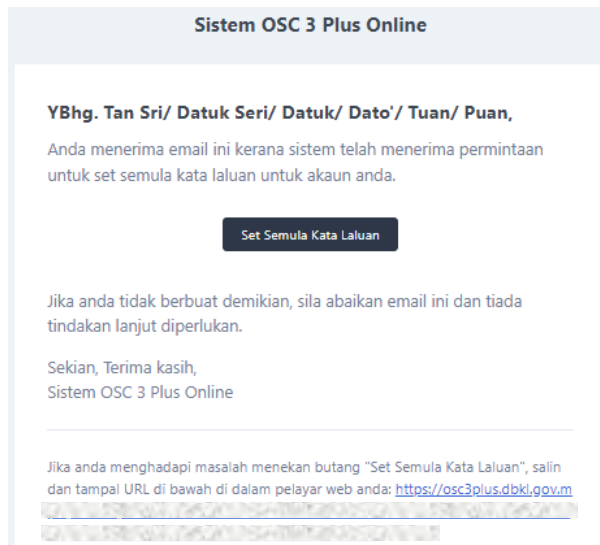 Sistem OSC 3 Plus Online
YBhg. Tan Sri/ Datuk Seri/ Datuk/ Dato'/ Tuan/ Puan,
Anda menerima email ini kerana sistem telah menerima permintaan
untuk set semula kata laluan untuk akaun anda.
Set Semula Kata Laluan
Jika anda tidak berbuat demikian, sila abaikan email ini dan tiada
tindakan lanjut diperlukan.
Sekian, Terima kasih,
Sistem OSC 3 Plus Online
Jika anda menghadapi masalah menekan butang "Set Semula Kata Laluan", salin
dan tampal URL di bawah di dalam pelayar web anda: https://osc3plus.dbkl.gov.m